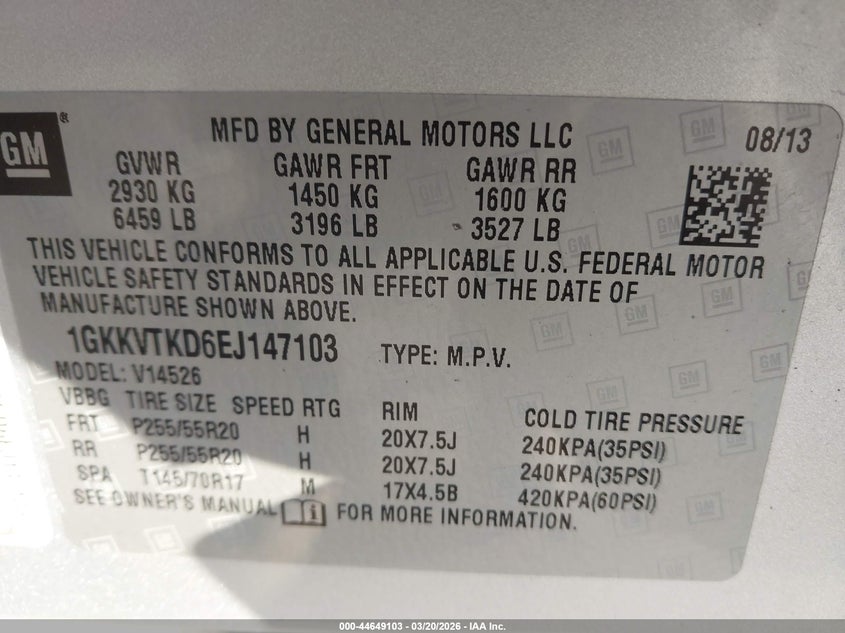 GM®
MFD BY GENERAL MOTORS LLC 08/13
GVWR GAWR FRT GAWR RR
2930 KG 1450 KG 1600 KG
6459 LB 3196 LB 3527 LB
THIS VEHICLE CONFORMS TO ALL APPLICABLE U.S. FEDERAL MOTOR
VEHICLE SAFETY STANDARDS IN EFFECT ON THE DATE OF
MANUFACTURE SHOWN ABOVE.
1GKKVTKD6EJ147103 TYPE: M.P.V.
MODEL: V14526
VBBG TIRE SIZE SPEED RTG RIM COLD TIRE PRESSURE
FRT P255/55R20 H 20X7.5J 240KPA(35PSI)
RR P255/55R20 H 20X7.5J 240KPA(35PSI)
SPA T145/70R17 M 17X4.5B 420KPA(60PSI)
SEE OWNER'S MANUAL FOR MORE INFORMATION.
000-44649103 - 03/20/2026 - IAA Inc.